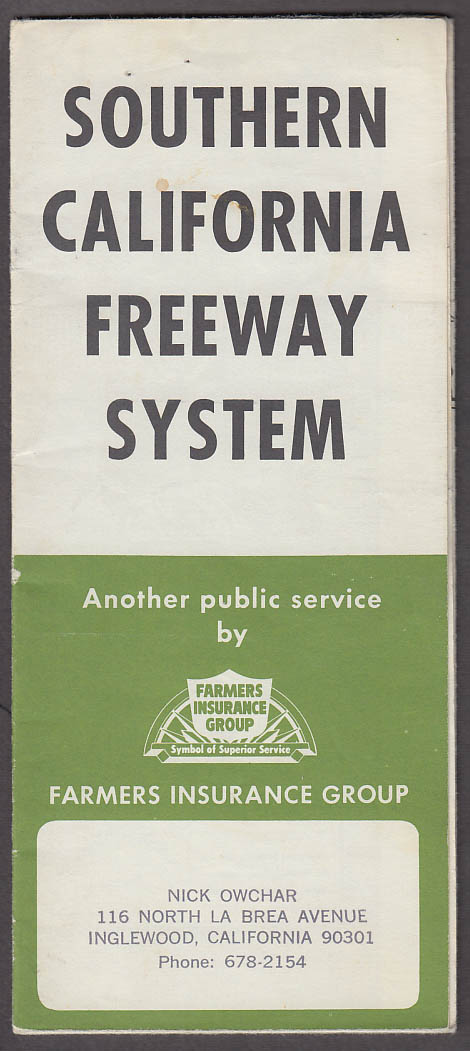 SOUTHERN
CALIFORNIA
FREEWAY
SYSTEM
Another public service
by
FARMERS
INSURANCE
GROUP
Symbol of Superior Service
FARMERS INSURANCE GROUP
NICK OWCHAR
116 NORTH LA BREA AVENUE
INGLEWOOD, CALIFORNIA 90301
Phone: 678-2154